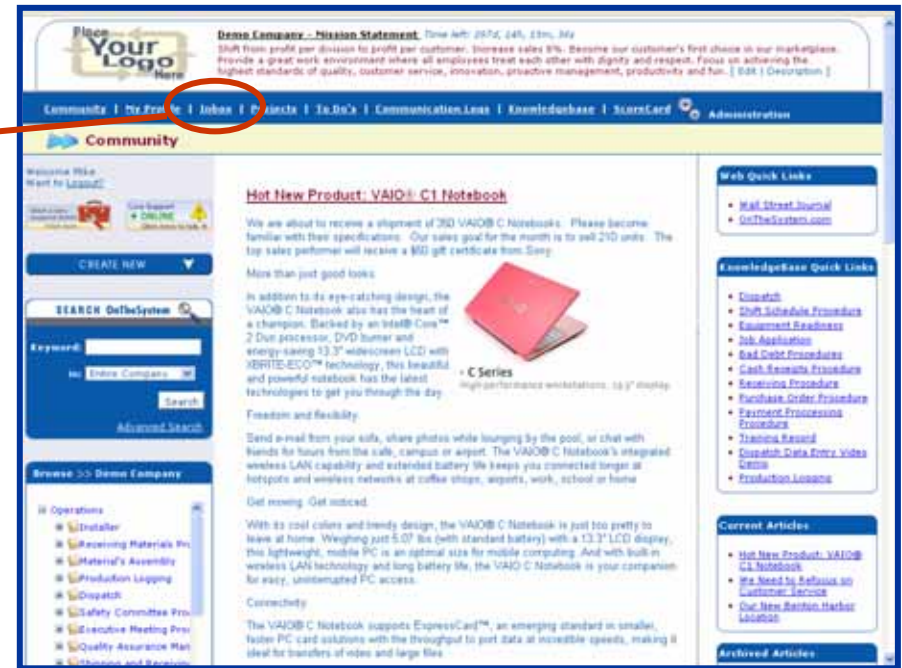 Place
Your
Logo
Here
Demo Company - Mission Statement
Shift from profit per division to profit per customer. Increase sales 8%. Become our customer's first choice in our marketplace.
Provide a great work environment where all employees treat each other with dignity and respect. Focus on achieving the
highest standards of quality, customer service, innovation, proactive management, productivity and fun. [ Edit | Description ]
Community | My Profile | Inbox | Projects | To Do's | Communication Logs | Knowledgebase | ScoreCard Administration
Community
Welcome Mike
Want to Logout?
Live Support
ONLINE
CREATE NEW
SEARCH OnTheSystem
Keyword:
In: Entire Company
Search
Advanced Search
Browse >> Demo Company
Operations
Installer
Receiving Materials Pro
Material's Assembly
Production Logging
Dispatch
Safety Committee Pro
Executive Meeting Pro
Quality Assurance Man
Shipping and Receiving
Hot New Product: VAIO® C1 Notebook
We are about to receive a shipment of 350 VAIO® C Notebooks. Please become
familiar with their specifications. Our sales goal for the month is to sell 210 units. The
top sales performer will receive a $50 gift certificate from Sony.
More than just good looks
In addition to its eye-catching design, the
VAIO® C Notebook also has the heart of
a champion. Backed by an Intel® Core™
2 Duo processor, DVD burner and
energy-saving 13.3" widescreen LCD with
XBRITE-ECO™ technology, this beautiful
and powerful notebook has the latest
technologies to get you through the day.
C Series
High performance workstations, 13.3" display.
Freedom and flexibility
Send e-mail from your sofa, share photos while lounging by the pool, or chat with
friends for hours from the cafe, campus or airport. The VAIO® C Notebook's integrated
wireless LAN capability and extended battery life keeps you connected longer at
hotspots and wireless networks at coffee shops, airports, work, school or home
Get moving. Get noticed.
With its cool colors and trendy design, the VAIO® C Notebook is just too pretty to
leave at home. Weighing just 5.07 lbs (with standard battery) with a 13.3" LCD display,
this lightweight, mobile PC is an optimal size for mobile computing. And with built in
wireless LAN technology and long battery life, the VAIO C Notebook is your companion
for easy, uninterrupted PC access.
Connectivity
The VAIO® C Notebook supports ExpressCard™, an emerging standard in smaller,
faster PC card solutions with the throughput to port data at incredible speeds, making it
ideal for transfers of video and large files
Web Quick Links
Wall Street Journal
OnTheSystem.com
KnowledgeBase Quick Links
Dispatch
Shift Schedule Procedure
Equipment Readiness
Job Application
Bad Debt Procedures
Cash Receipts Procedure
Receiving Procedure
Purchase Order Procedure
Payment Proccessing
Procedure
Training Record
Dispatch Data Entry Video
Demo
Production Logging
Current Articles
Hot New Product: VAIO®
C1 Notebook
We Need to Refocus on
Customer Service
Our New Benton Harbor
Location
Archived Articles